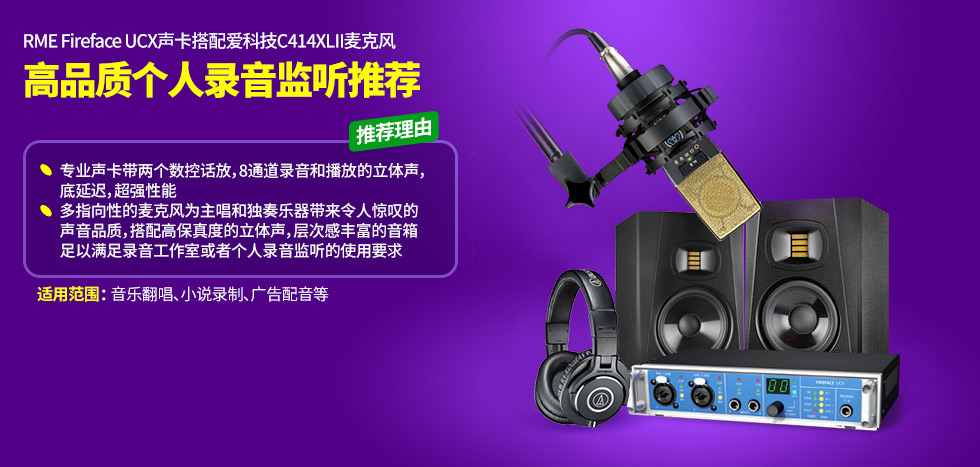 RME Fireface UCX声卡搭配爱科技C414XLII麦克风
高品质个人录音监听推荐
推荐理由
专业声卡带两个数控话放，8通道录音和播放的立体声，
底延迟，超强性能
多指向性的麦克风为主唱和独奏乐器带来令人惊叹的
声音品质，搭配高保真度的立体声，层次感丰富的音箱
足以满足录音工作室或者个人录音监听的使用要求
适用范围：音乐翻唱、小说录制、广告配音等
FIREFACE UCX